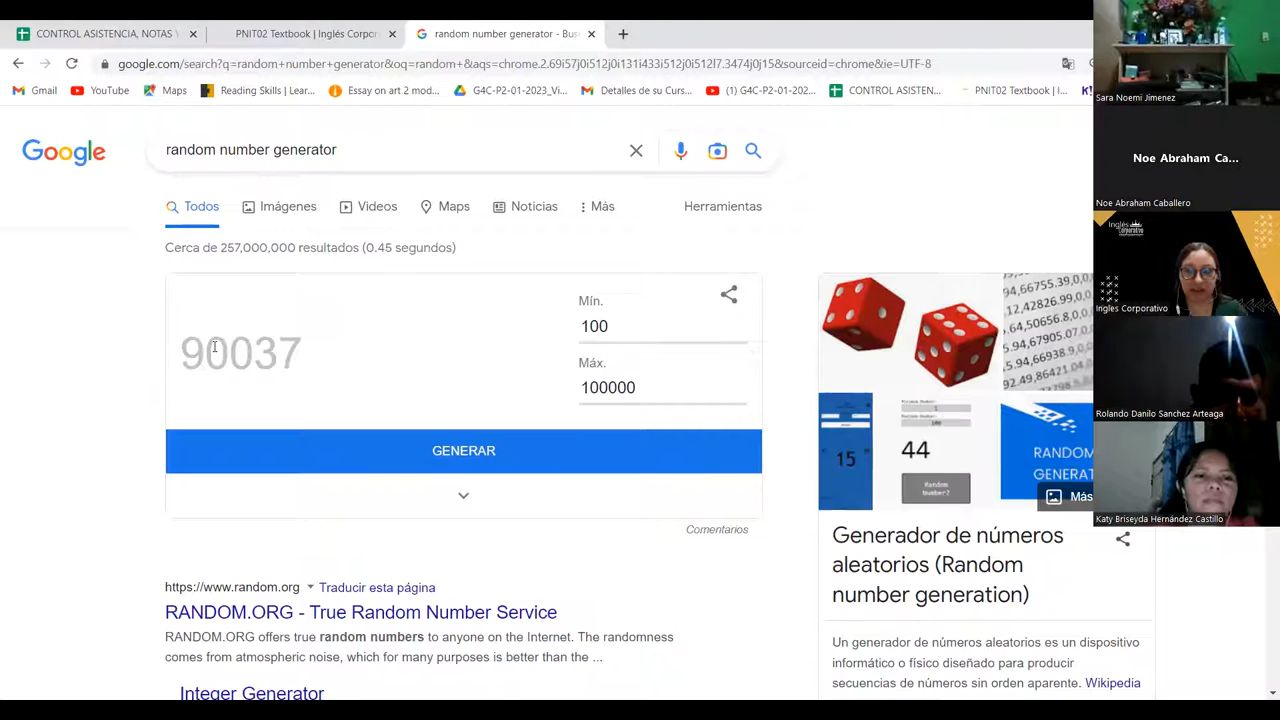 CONTROL ASISTENCIA, NOTAS Y
PNIT02 Textbook | Inglés Corpor
random number generator - Bus
google.com/search?q=random+number+generator&oq=random+&aqs=chrome.2.69i57j0i512j0i131i433i512j0i512l7.3474j0j15&sourceid=chrome&ie=UTF-8
Gmail
YouTube
Maps
Reading Skills | Lear...
Essay on art 2 mod...
G4C-P2-01-2023_Vi...
Detalles de su Curs...
(1) G4C-P2-01-202...
CONTROL ASISTEN...
PNIT02 Textbook | I...
Google
random number generator
Todos
Imágenes
Videos
Maps
Noticias
Más
Herramientas
Cerca de 257,000,000 resultados (0.45 segundos)
90037
Mín.
100
Máx.
100000
GENERAR
Comentarios
https://www.random.org
Traducir esta página
RANDOM.ORG - True Random Number Service
RANDOM.ORG offers true random numbers to anyone on the Internet. The randomness
comes from atmospheric noise, which for many purposes is better than the ...
Integer Generator
44
15
RANDOM
GENERAT
Más
Generador de números
aleatorios (Random
number generation)
Un generador de números aleatorios es un dispositivo
informático o físico diseñado para producir
secuencias de números sin orden aparente. Wikipedia
Sara Noemi Jimenez
Noe Abraham Ca...
Noe Abraham Caballero
Inglés
Corporativo
Ingles Corporativo
Rolando Danilo Sanchez Arteaga
Katy Briseyda Hernández Castillo